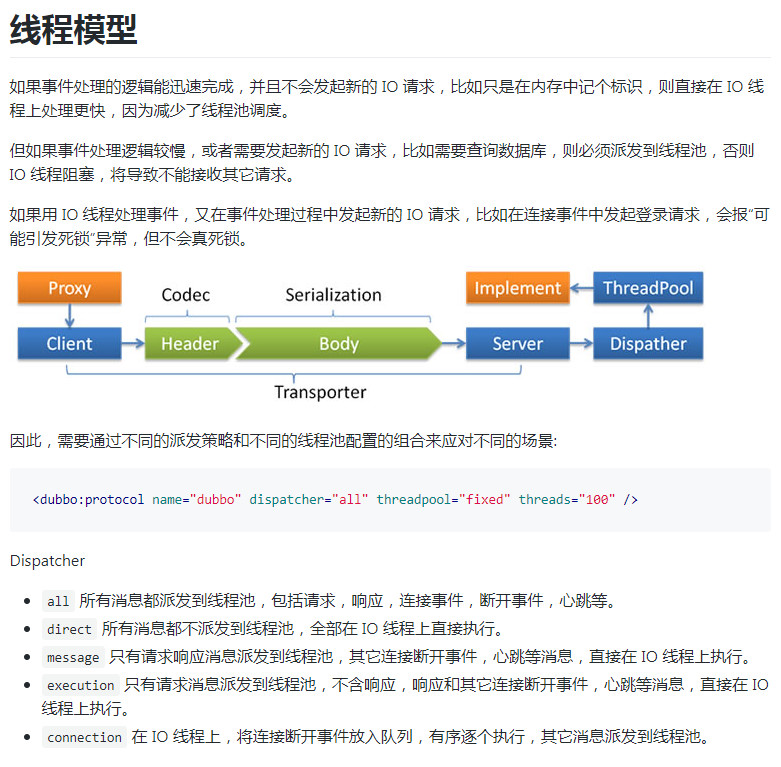 线程模型
如果事件处理的逻辑能迅速完成，并且不会发起新的 IO 请求，比如只是在内存中记个标识，则直接在 IO 线
程上处理更快，因为减少了线程池调度。
但如果事件处理逻辑较慢，或者需要发起新的 IO 请求，比如需要查询数据库，则必须派发到线程池，否则
IO 线程阻塞，将导致不能接收其它请求。
如果用 IO 线程处理事件，又在事件处理过程中发起新的 IO 请求，比如在连接事件中发起登录请求，会报“可
能引发死锁”异常，但不会真死锁。
Proxy
Codec
Serialization
Implement
ThreadPool
Client
Header
Body
Server
Dispather
Transporter
因此，需要通过不同的派发策略和不同的线程池配置的组合来应对不同的场景:
<dubbo:protocol name="dubbo" dispatcher="all" threadpool="fixed" threads="100" />
Dispatcher
• all 所有消息都派发到线程池，包括请求，响应，连接事件，断开事件，心跳等。
• direct 所有消息都不派发到线程池，全部在 IO 线程上直接执行。
• message 只有请求响应消息派发到线程池，其它连接断开事件，心跳等消息，直接在 IO 线程上执行。
• execution 只有请求消息派发到线程池，不含响应，响应和其它连接断开事件，心跳等消息，直接在 IO
线程上执行。
• connection 在 IO 线程上，将连接断开事件放入队列，有序逐个执行，其它消息派发到线程池。